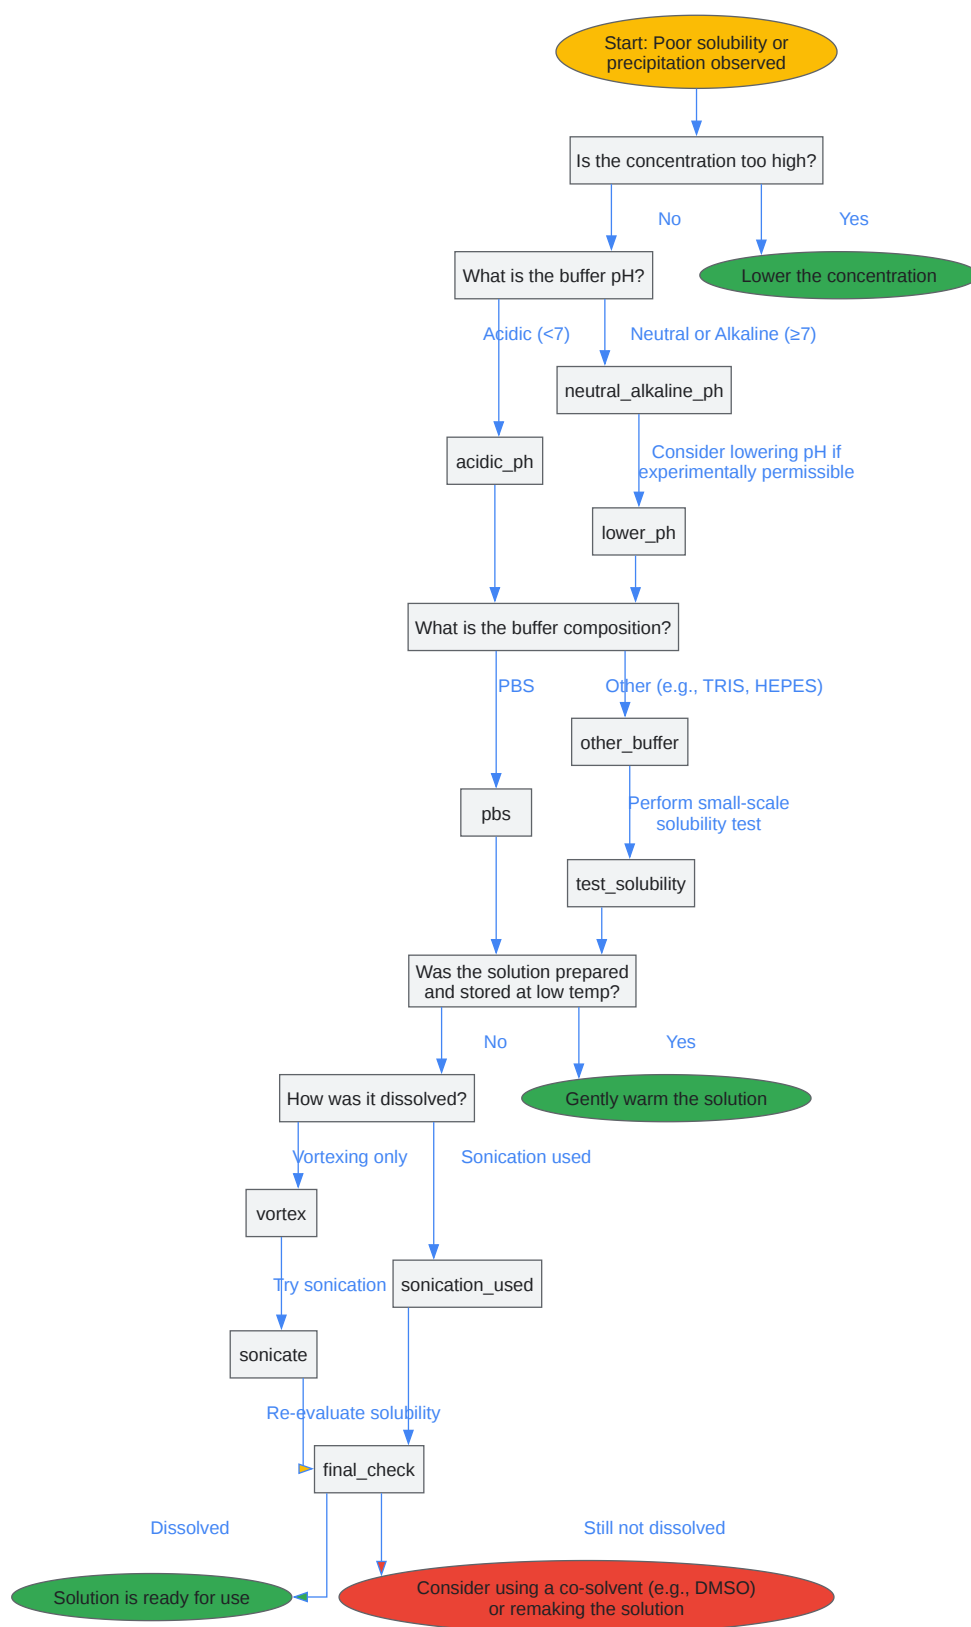 Start: Poor solubility or
precipitation observed
Is the concentration too high?
No
Yes
What is the buffer pH?
Lower the concentration
Acidic (<7)
Neutral or Alkaline (≥7)
neutral_alkaline_ph
Consider lowering pH if
experimentally permissible
acidic_ph
lower_ph
What is the buffer composition?
PBS
Other (e.g., TRIS, HEPES)
other_buffer
Perform small-scale
solubility test
pbs
test_solubility
Was the solution prepared
and stored at low temp?
No
Yes
How was it dissolved?
Gently warm the solution
Vortexing only
Sonication used
vortex
Try sonication
sonication_used
sonicate
Re-evaluate solubility
final_check
Dissolved
Still not dissolved
Solution is ready for use
Consider using a co-solvent (e.g., DMSO)
or remaking the solution